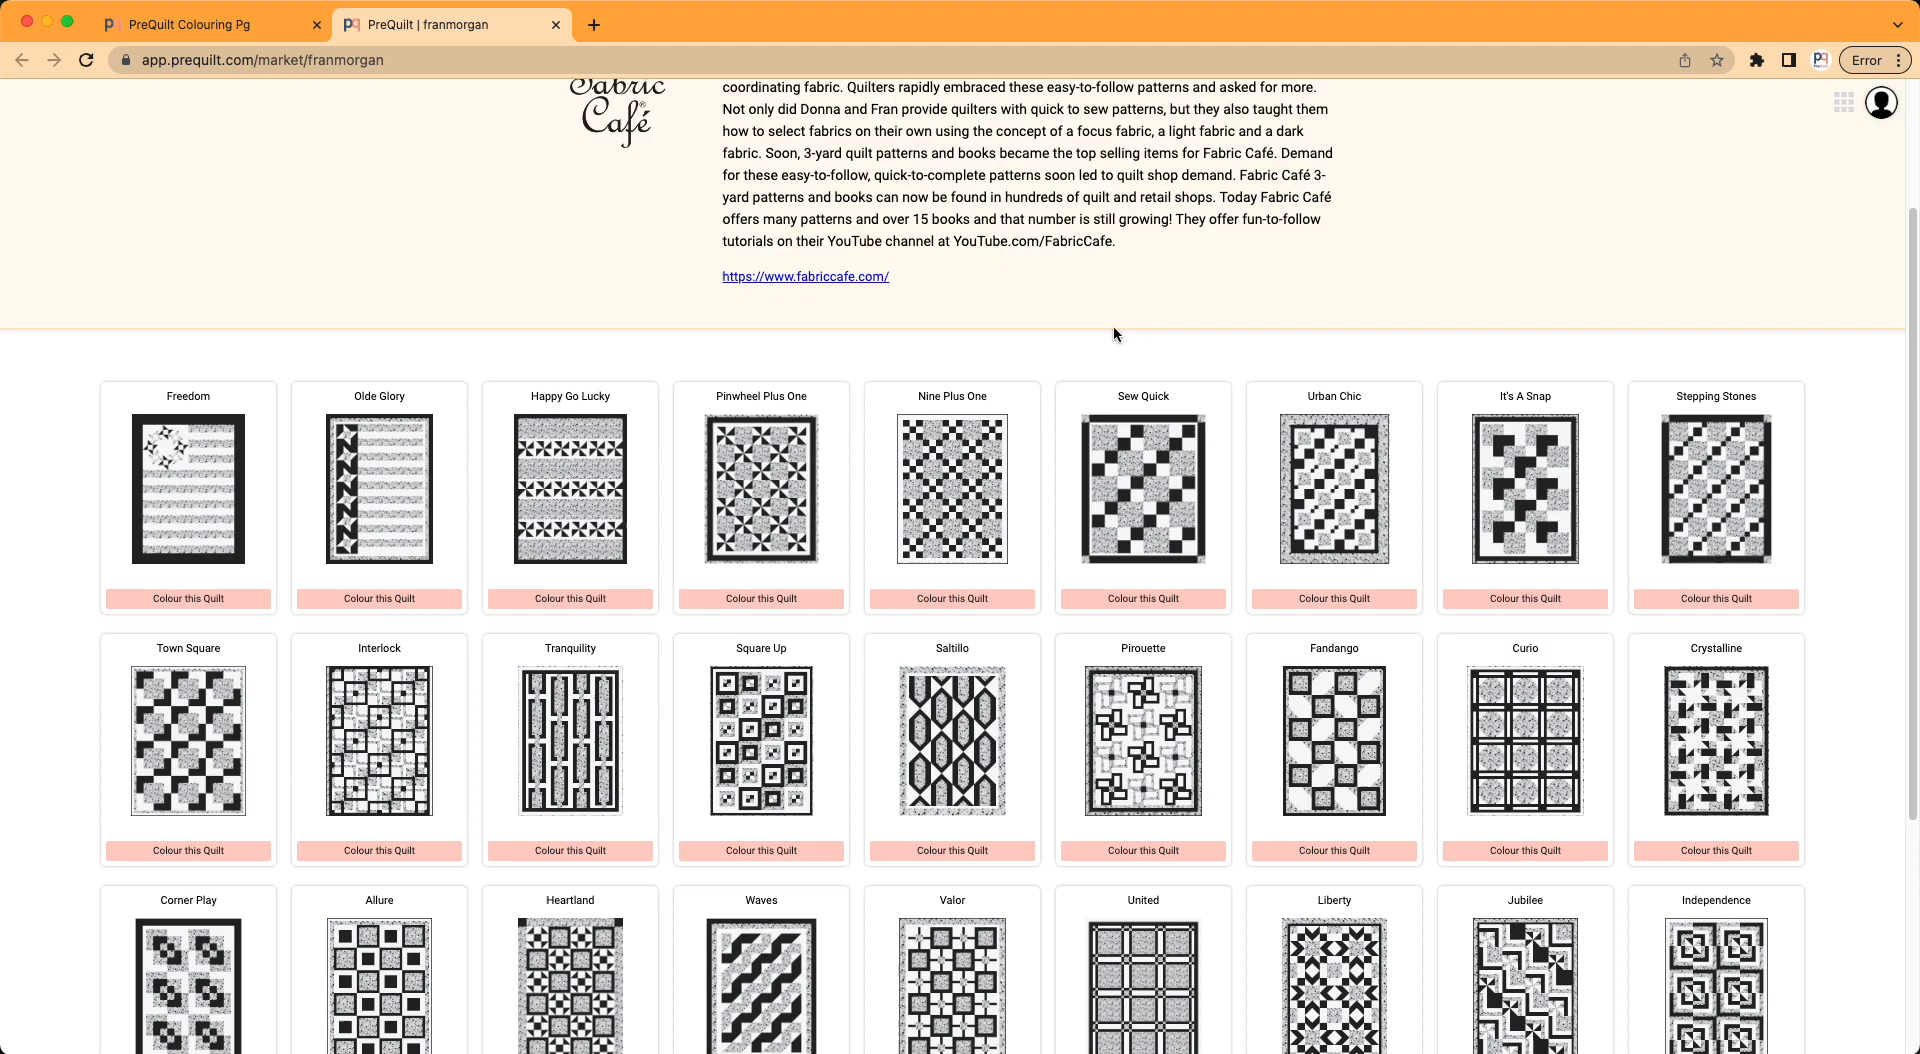 PreQuilt Colouring Pg
PreQuilt | franmorgan
app.prequilt.com/market/franmorgan
Error
Fabric
Café®
coordinating fabric. Quilters rapidly embraced these easy-to-follow patterns and asked for more.
Not only did Donna and Fran provide quilters with quick to sew patterns, but they also taught them
how to select fabrics on their own using the concept of a focus fabric, a light fabric and a dark
fabric. Soon, 3-yard quilt patterns and books became the top selling items for Fabric Café. Demand
for these easy-to-follow, quick-to-complete patterns soon led to quilt shop demand. Fabric Café 3-
yard patterns and books can now be found in hundreds of quilt and retail shops. Today Fabric Café
offers many patterns and over 15 books and that number is still growing! They offer fun-to-follow
tutorials on their YouTube channel at YouTube.com/FabricCafe.
https://www.fabriccafe.com/
Freedom Olde Glory Happy Go Lucky Pinwheel Plus One Nine Plus One Sew Quick Urban Chic It's A Snap Stepping Stones
Colour this Quilt Colour this Quilt Colour this Quilt Colour this Quilt Colour this Quilt Colour this Quilt Colour this Quilt Colour this Quilt Colour this Quilt
Town Square Interlock Tranquility Square Up Saltillo Pirouette Fandango Curio Crystalline
Colour this Quilt Colour this Quilt Colour this Quilt Colour this Quilt Colour this Quilt Colour this Quilt Colour this Quilt Colour this Quilt Colour this Quilt
Corner Play Allure Heartland Waves Valor United Liberty Jubilee Independence